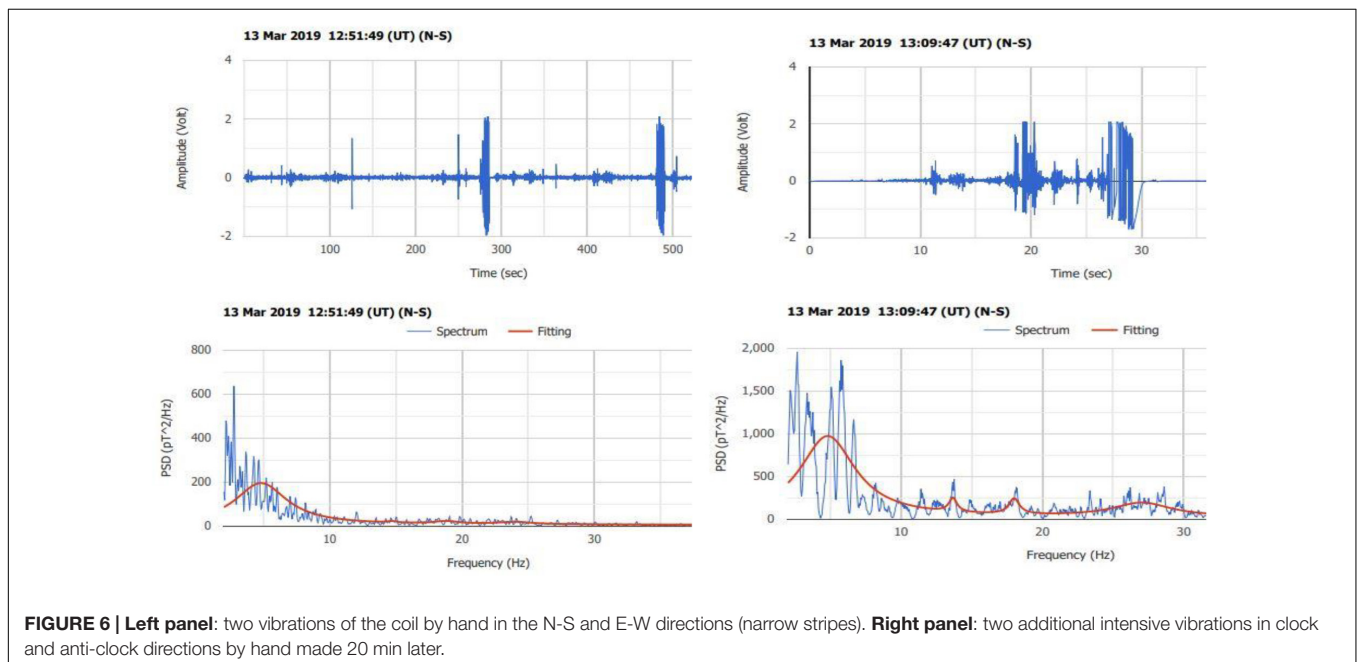 13 Mar 2019 12:51:49 (UT) (N-S)
4
2
0
-2
Amplitude (Volt)
100
200
300
400
500
Time (sec)
13 Mar 2019 13:09:47 (UT) (N-S)
4
2
0
-2
Amplitude (Volt)
0
10
20
30
Time (sec)
13 Mar 2019 12:51:49 (UT) (N-S)
Spectrum
Fitting
800
600
400
200
0
PSD (pT^2/Hz)
10
20
30
Frequency (Hz)
13 Mar 2019 13:09:47 (UT) (N-S)
Spectrum
Fitting
2,000
1,500
1,000
500
0
PSD (pT^2/Hz)
10
20
30
Frequency (Hz)
FIGURE 6 | Left panel: two vibrations of the coil by hand in the N-S and E-W directions (narrow stripes). Right panel: two additional intensive vibrations in clock
and anti-clock directions by hand made 20 min later.